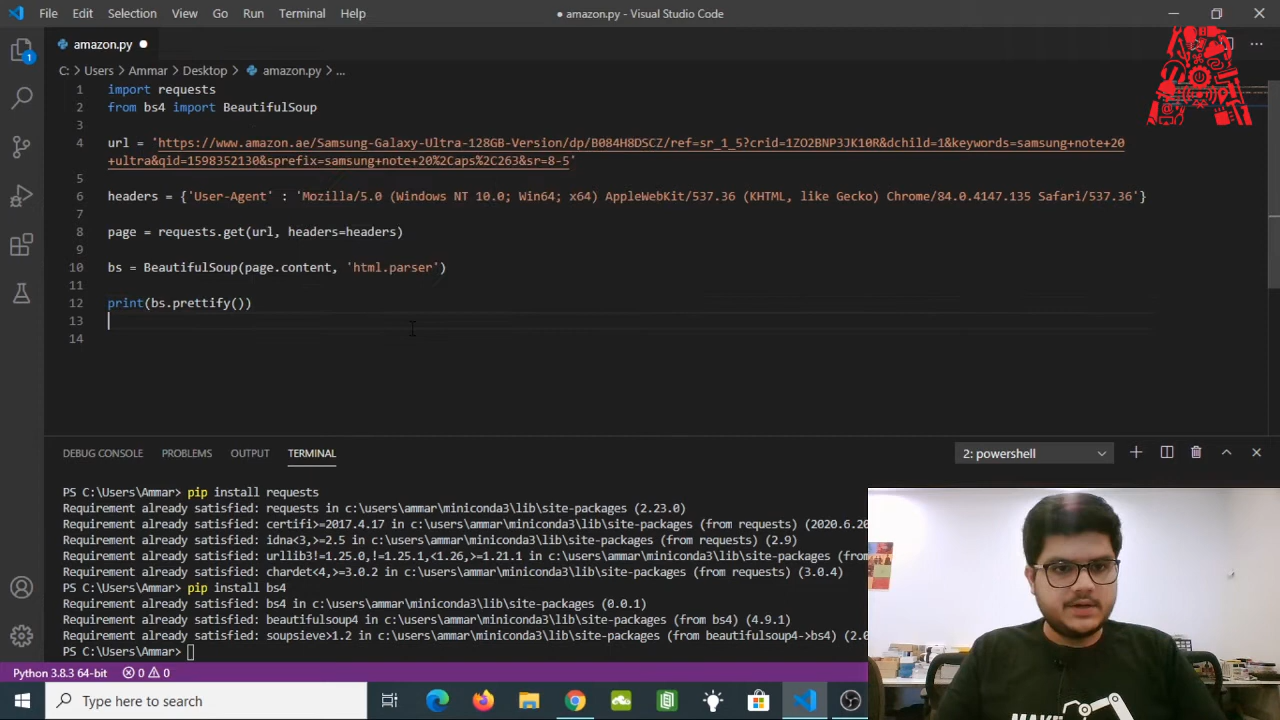 File Edit Selection View Go Run Terminal Help ● amazon.py - Visual Studio Code
amazon.py
C: > Users > Ammar > Desktop > amazon.py > ...
1 import requests
2 from bs4 import BeautifulSoup
3
4 url = 'https://www.amazon.ae/Samsung-Galaxy-Ultra-128GB-Version/dp/B084H8DSCZ/ref=sr_1_5?crid=1ZO2BNP3JK10R&dchild=1&keywords=samsung+note+20
+ultra&qid=1598352130&sprefix=samsung+note+20%2Caps%2C263&sr=8-5'
5
6 headers = {'User-Agent' : 'Mozilla/5.0 (Windows NT 10.0; Win64; x64) AppleWebKit/537.36 (KHTML, like Gecko) Chrome/84.0.4147.135 Safari/537.36'}
7
8 page = requests.get(url, headers=headers)
9
10 bs = BeautifulSoup(page.content, 'html.parser')
11
12 print(bs.prettify())
13
14
DEBUG CONSOLE PROBLEMS OUTPUT TERMINAL 2: powershell
PS C:\Users\Ammar> pip install requests
Requirement already satisfied: requests in c:\users\ammar\miniconda3\lib\site-packages (2.23.0)
Requirement already satisfied: certifi>=2017.4.17 in c:\users\ammar\miniconda3\lib\site-packages (from requests) (2020.6.20
Requirement already satisfied: idna<3,>=2.5 in c:\users\ammar\miniconda3\lib\site-packages (from requests) (2.9)
Requirement already satisfied: urllib3!=1.25.0,!=1.25.1,<1.26,>=1.21.1 in c:\users\ammar\miniconda3\lib\site-packages (from
Requirement already satisfied: chardet<4,>=3.0.2 in c:\users\ammar\miniconda3\lib\site-packages (from requests) (3.0.4)
PS C:\Users\Ammar> pip install bs4
Requirement already satisfied: bs4 in c:\users\ammar\miniconda3\lib\site-packages (0.0.1)
Requirement already satisfied: beautifulsoup4 in c:\users\ammar\miniconda3\lib\site-packages (from bs4) (4.9.1)
Requirement already satisfied: soupsieve>1.2 in c:\users\ammar\miniconda3\lib\site-packages (from beautifulsoup4->bs4) (2.0
PS C:\Users\Ammar>
Python 3.8.3 64-bit 0 0
Type here to search